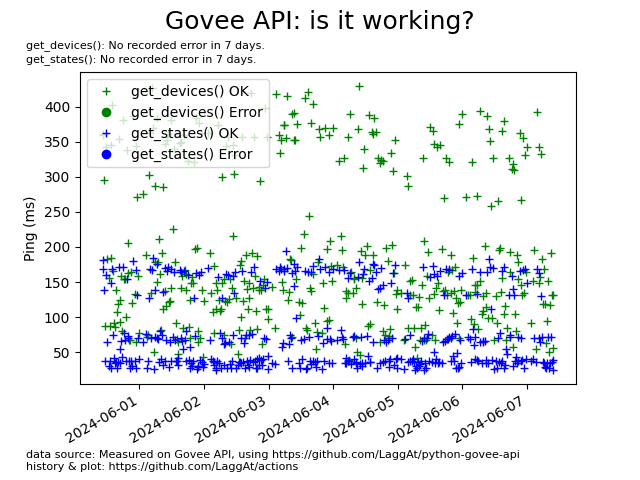 Govee API: is it working?
get_devices(): No recorded error in 7 days.
get_states(): No recorded error in 7 days.
get_devices() OK
get_devices() Error
get_states() OK
get_states() Error
Ping (ms)
400
350
300
250
200
150
100
50
2024-06-01
2024-06-02
2024-06-03
2024-06-04
2024-06-05
2024-06-06
2024-06-07
data source: Measured on Govee API, using https://github.com/LaggAt/python-govee-api
history & plot: https://github.com/LaggAt/actions